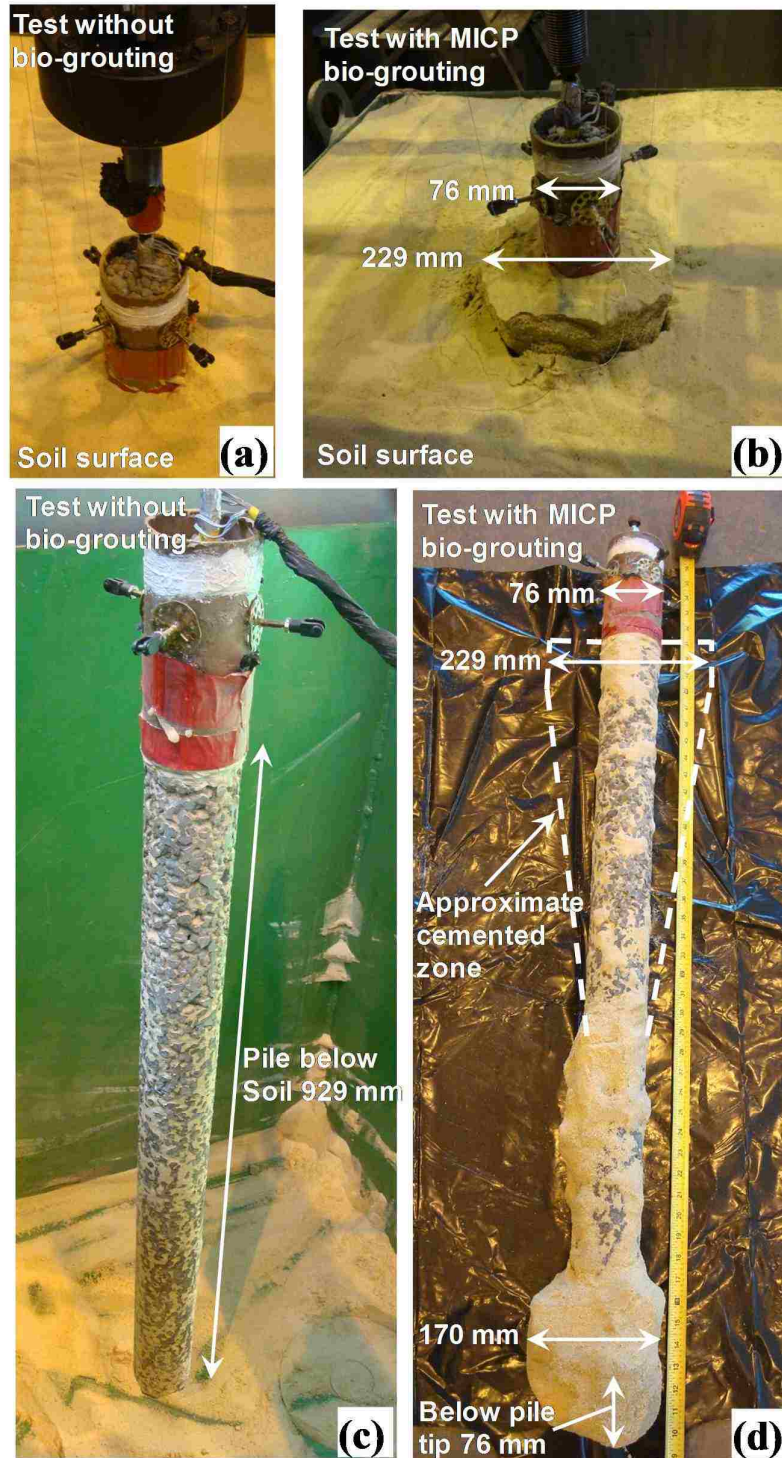 Test without
bio-grouting
Soil surface
(a)
Test with MICP
bio-grouting
76 mm
229 mm
Soil surface
(b)
Test without
bio-grouting
Pile below
Soil 929 mm
(c)
Test with MICP
bio-grouting
76 mm
229 mm
Approximate
cemented
zone
170 mm
Below pile
tip 76 mm
(d)